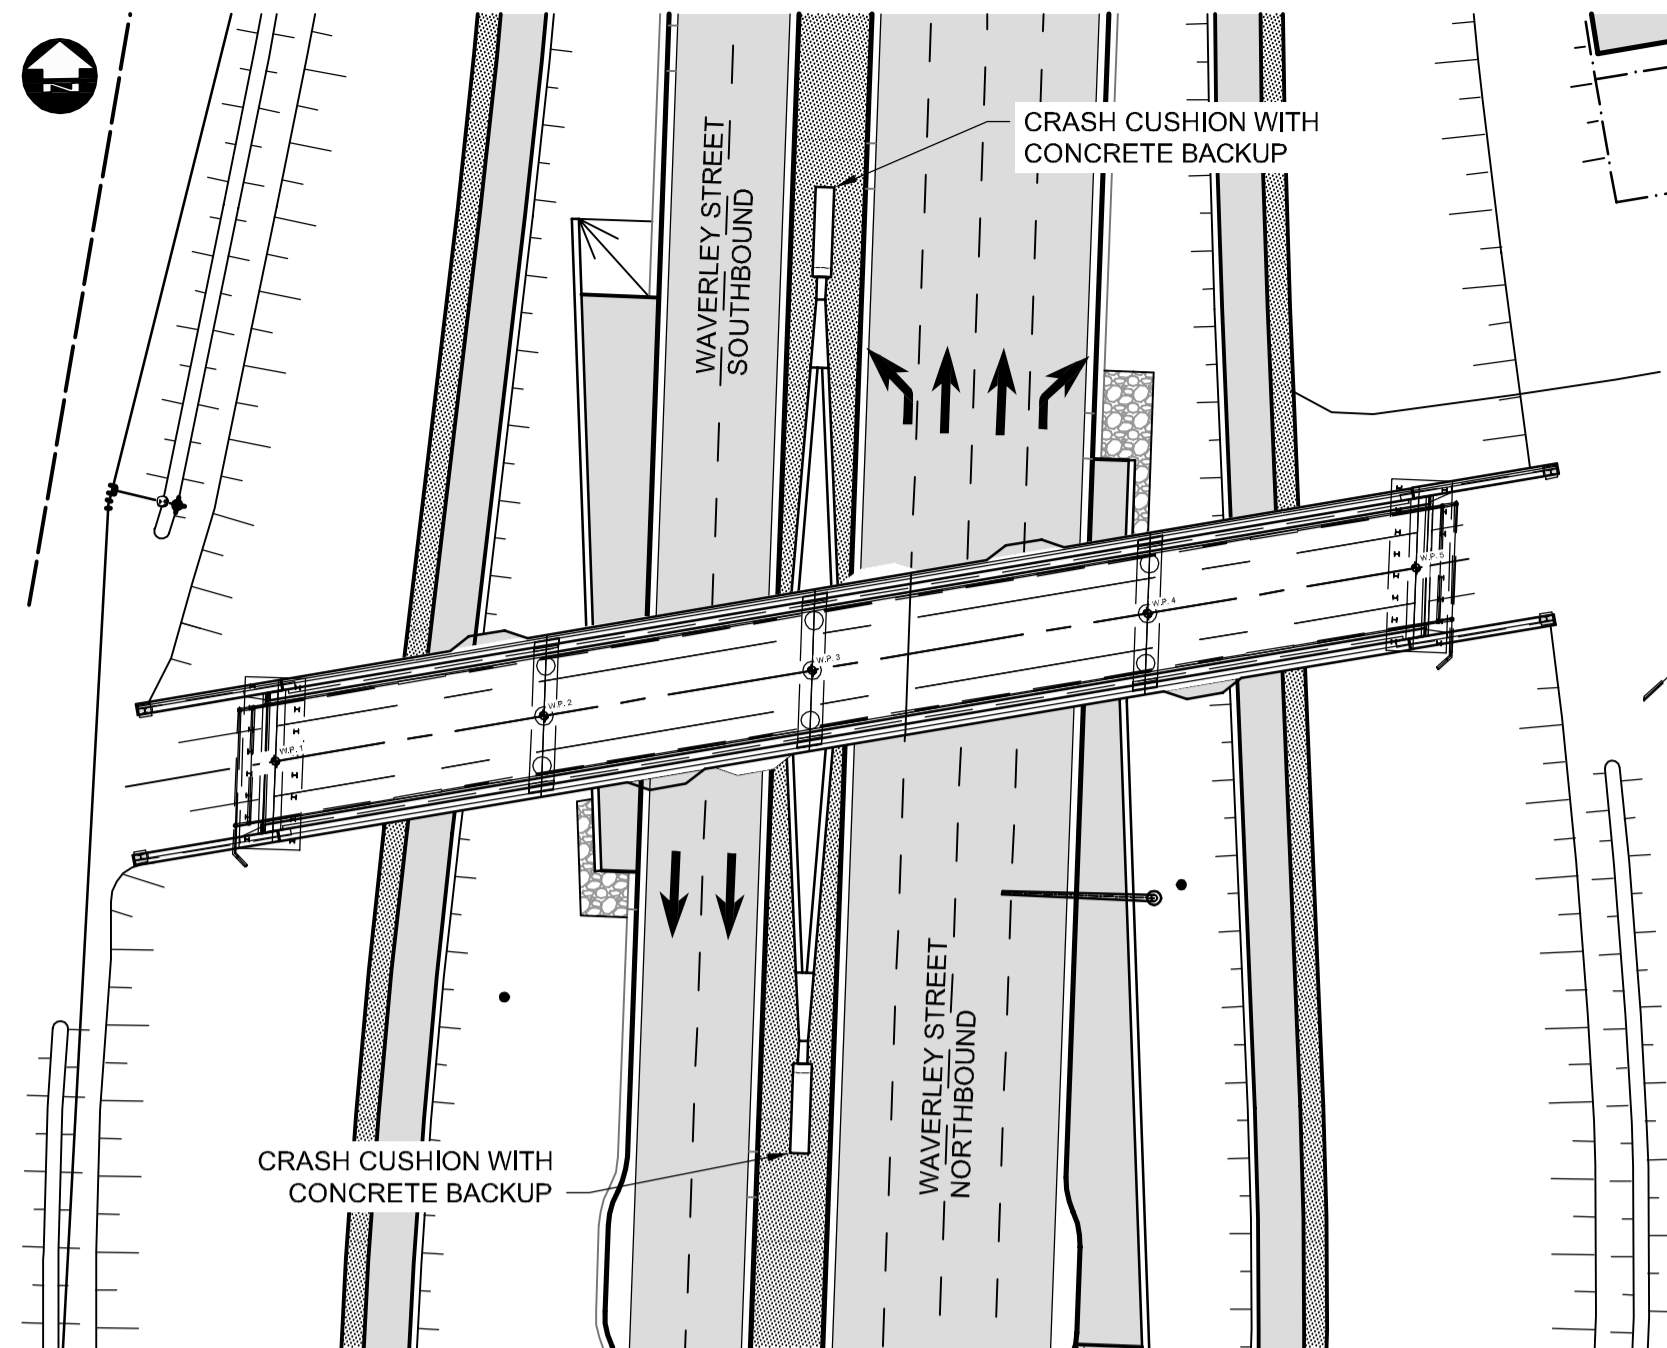 N
CRASH CUSHION WITH
CONCRETE BACKUP
WAVERLEY STREET
SOUTHBOUND
W.P. 5
W.P. 4
W.P. 3
W.P. 2
W.P. 1
WAVERLEY STREET
NORTHBOUND
CRASH CUSHION WITH
CONCRETE BACKUP